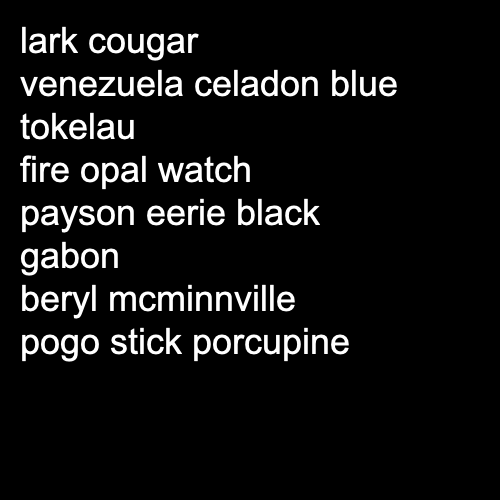 lark cougar
venezuela celadon blue
tokelau
fire opal watch
payson eerie black
gabon
beryl mcminnville
pogo stick porcupine